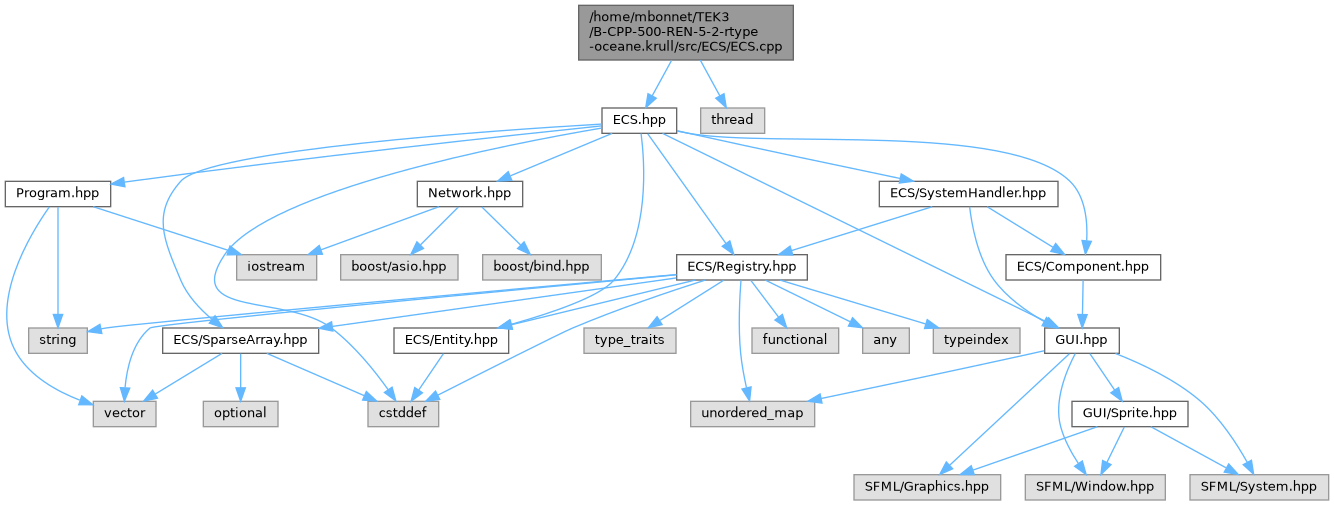 /home/mbonnet/TEK3
/B-CPP-500-REN-5-2-rtype
-oceane.krull/src/ECS/ECS.cpp
ECS.hpp
thread
Program.hpp
Network.hpp
ECS/SystemHandler.hpp
iostream
boost/asio.hpp
boost/bind.hpp
ECS/Registry.hpp
ECS/Component.hpp
string
ECS/SparseArray.hpp
ECS/Entity.hpp
type_traits
functional
any
typeindex
GUI.hpp
vector
optional
cstddef
unordered_map
GUI/Sprite.hpp
SFML/Graphics.hpp
SFML/Window.hpp
SFML/System.hpp